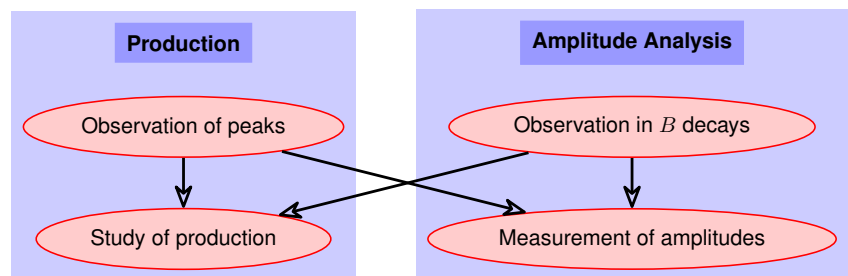 Production
Observation of peaks
Study of production
Amplitude Analysis
Observation in B decays
Measurement of amplitudes